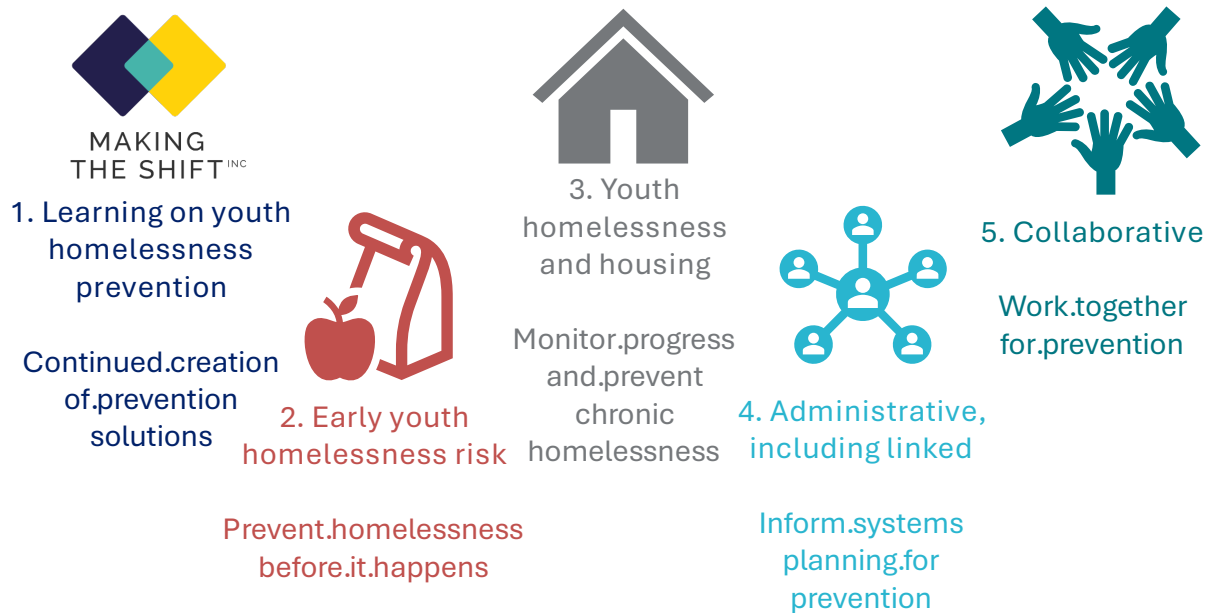 MAKING
THE SHIFT INC
1. Learning on youth
homelessness
prevention
Continued.creation
of.prevention
solutions
2. Early youth
homelessness risk
Prevent.homelessness
before.it.happens
3. Youth
homelessness
and housing
Monitor.progress
and.prevent
chronic
homelessness
4. Administrative,
including linked
Inform.systems
planning.for
prevention
5. Collaborative
Work.together
for.prevention